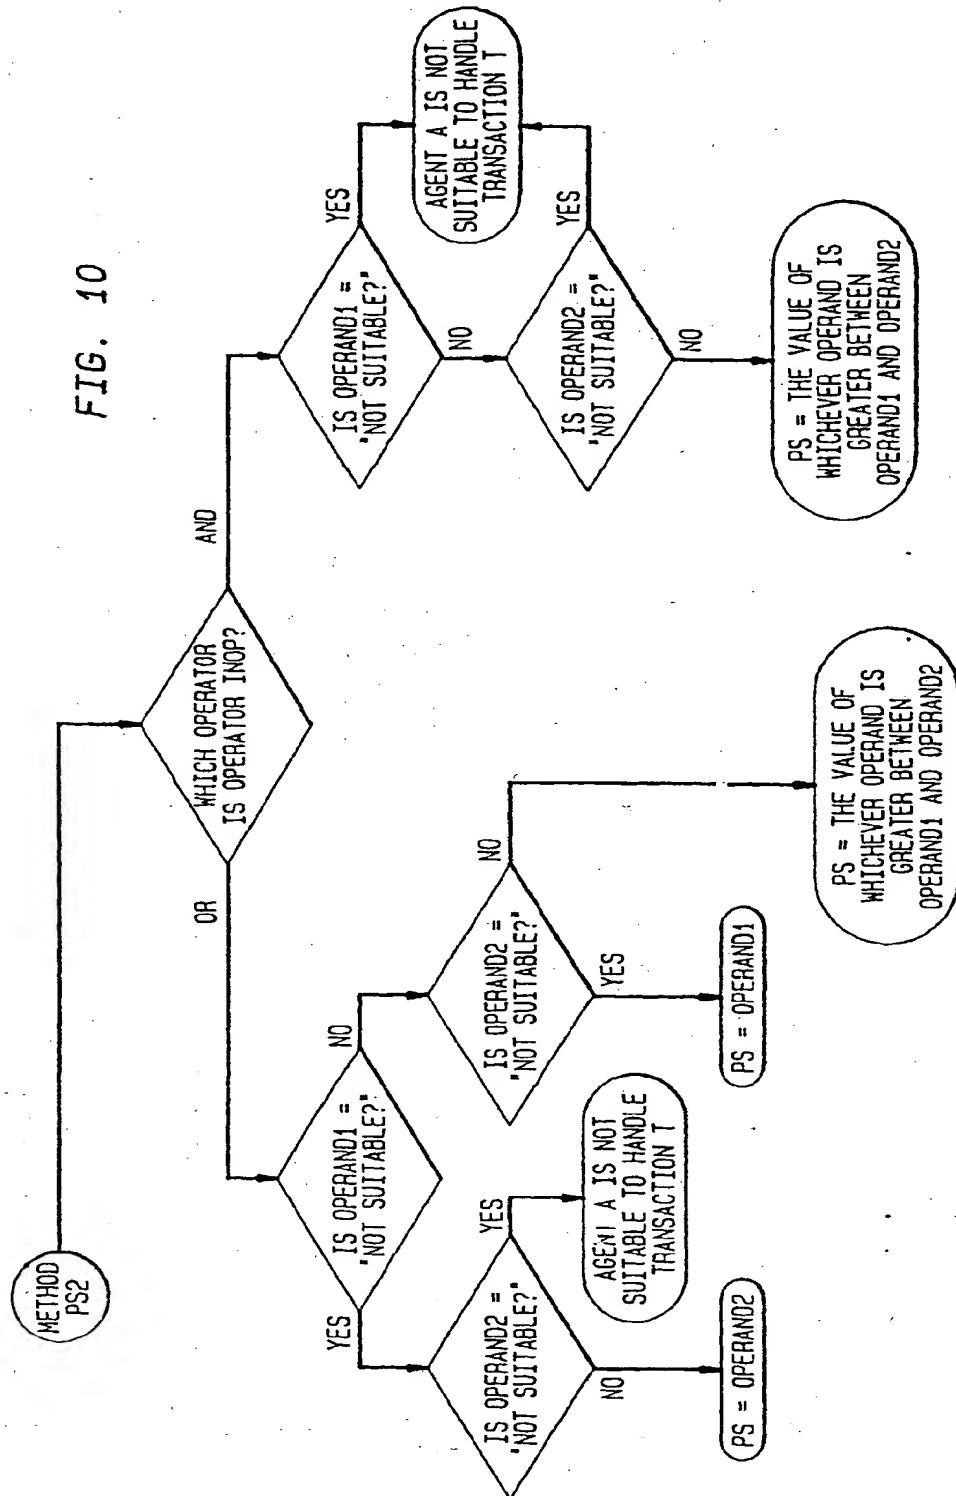 FIG. 10
METHOD
PS2
WHICH OPERATOR
IS OPERATOR INOP?
OR
AND
IS OPERAND1 =
"NOT SUITABLE?"
YES
NO
IS OPERAND2 =
"NOT SUITABLE?"
NO
YES
PS = OPERAND2
AGENT A IS NOT
SUITABLE TO HANDLE
TRANSACTION T
IS OPERAND2 =
"NOT SUITABLE?"
YES
NO
PS = OPERAND1
PS = THE VALUE OF
WHICHEVER OPERAND IS
GREATER BETWEEN
OPERAND1 AND OPERAND2
IS OPERAND1 =
"NOT SUITABLE?"
YES
NO
AGENT A IS NOT
SUITABLE TO HANDLE
TRANSACTION T
IS OPERAND2 =
"NOT SUITABLE?"
YES
NO
PS = THE VALUE OF
WHICHEVER OPERAND IS
GREATER BETWEEN
OPERAND1 AND OPERAND2